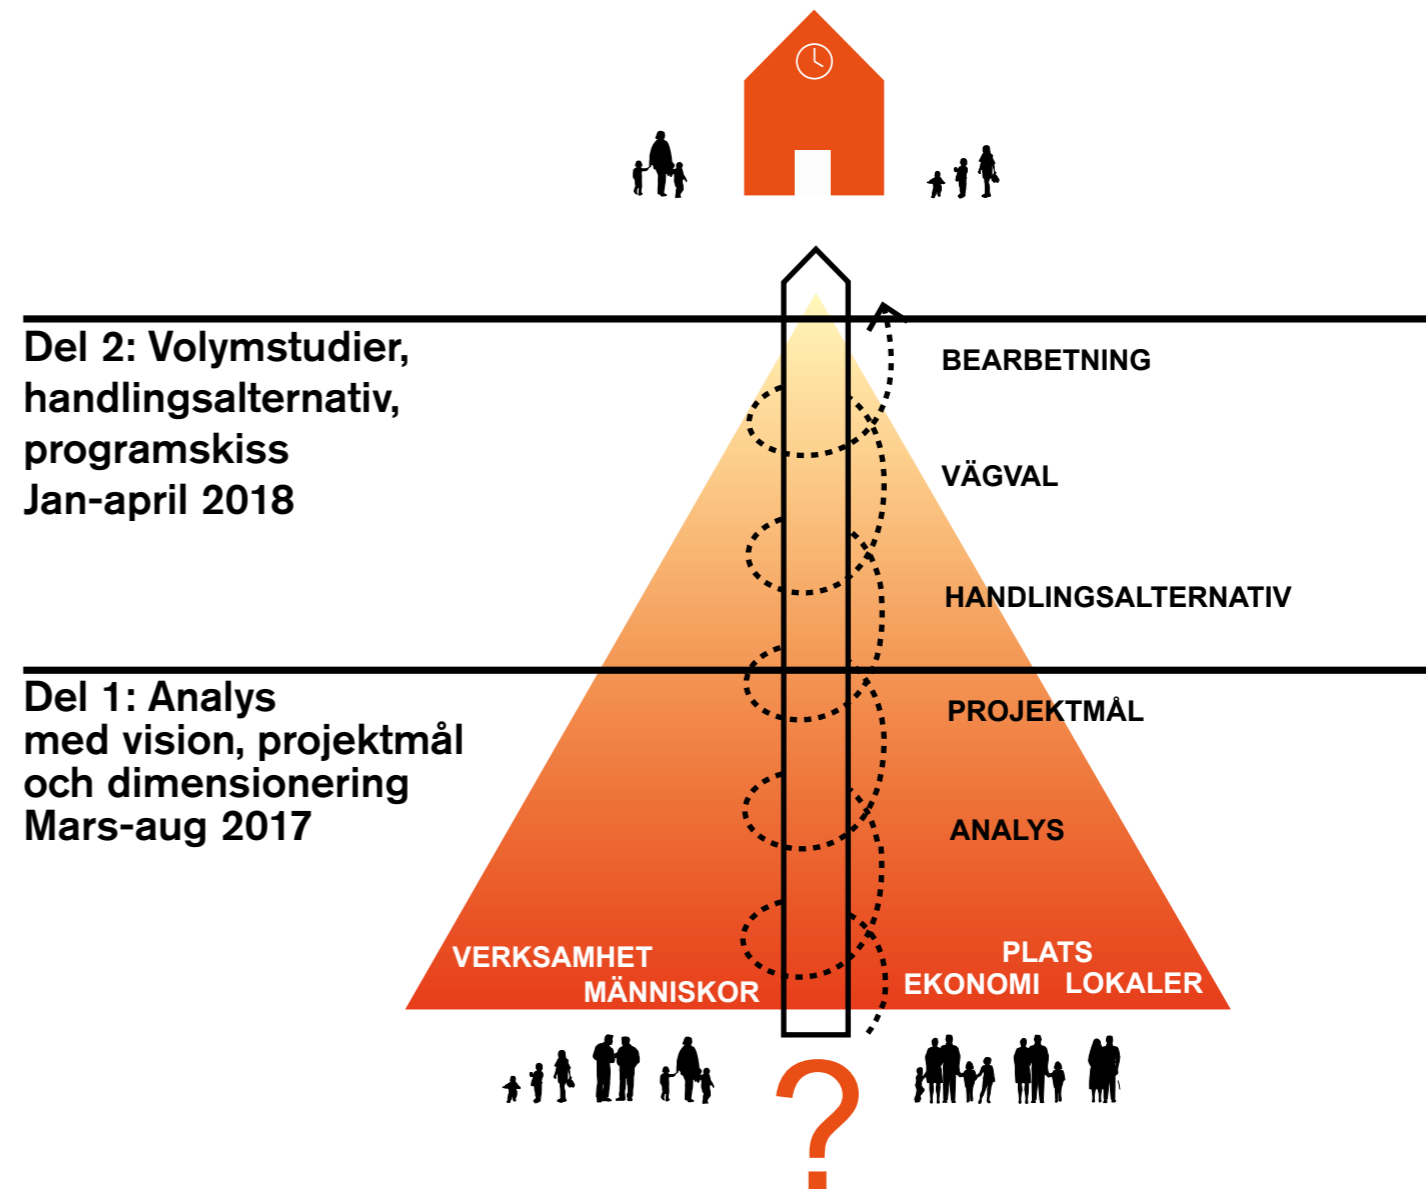 Del 2: Volymstudier,
handlingsalternativ,
programskiss
Jan-april 2018
BEARBETNING
VÄGVAL
HANDLINGSALTERNATIV
Del 1: Analys
med vision, projektmål
och dimensionering
Mars-aug 2017
PROJEKTMÅL
ANALYS
VERKSAMHET
MÄNNISKOR
PLATS
EKONOMI LOKALER
?